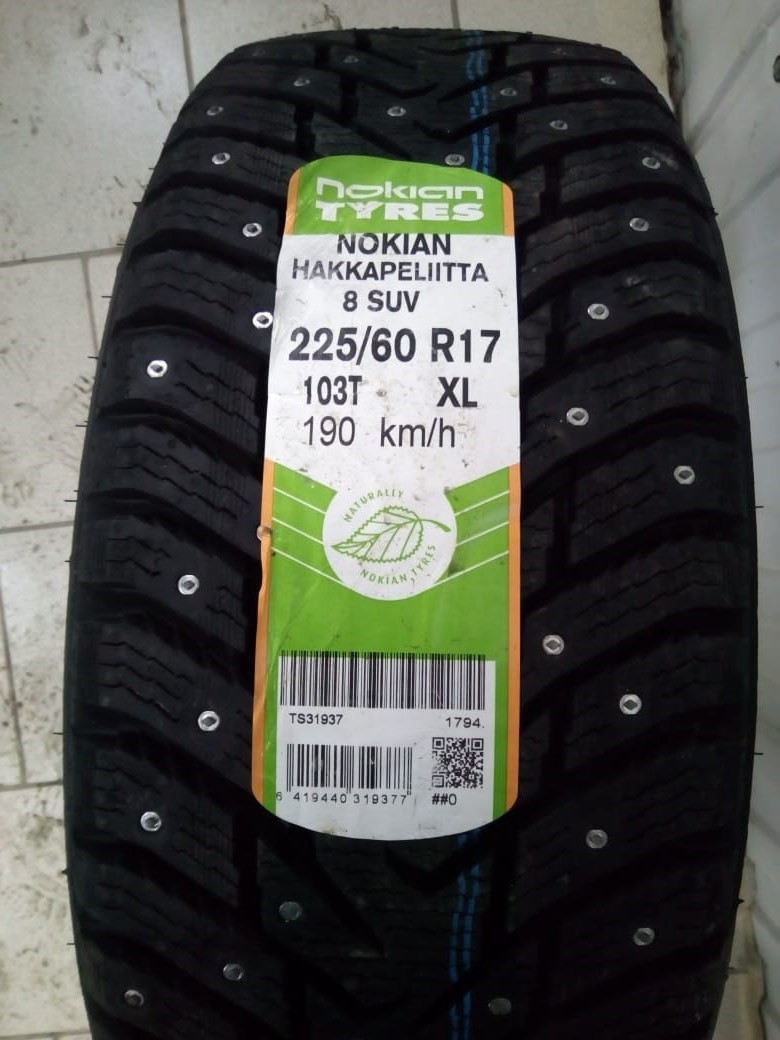 nokian
TYRES
NOKIAN
HAKKAPELIITTA
8 SUV
225/60 R17
103T XL
190 km/h
NATURALLY
NOKIAN TYRES
TS31937 1794.
6 419440 319377 ##0